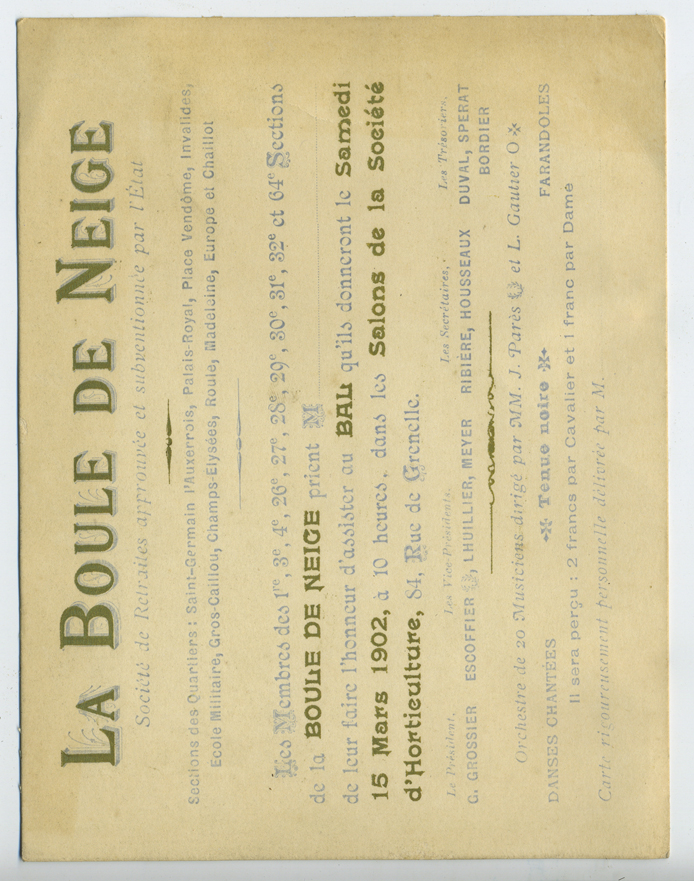 LA BOULE DE NEIGE
Société de Retraites approuvée et subventionnée par l'État
Sections des Quartiers : Saint-Germain l'Auxerrois, Palais-Royal, Place Vendôme, Invalides,
Ecole Militaire, Gros-Caillou, Champs-Elysées, Roule, Madeleine, Europe et Chaillot
Les Membres des 1re, 3e, 4e, 26e, 27e, 28e, 29e, 30e, 31e, 32e et 64e Sections
de la BOULE DE NEIGE prient M
de leur faire l'honneur d'assister au BAL qu'ils donneront le Samedi
15 Mars 1902, à 10 heures, dans les Salons de la Société
d'Horticulture, 84, Rue de Grenelle.
Le Président, Les Vice-Présidents, Les Secrétaires, Les Trésoriers,
G. GROSSIER ESCOFFIER, LHUILLIER, MEYER RIBIÈRE, HOUSSEAUX DUVAL, SPERAT
BORDIER
Orchestre de 20 Musiciens dirigé par MM. J. Parès et L. Gautier O
DANSES CHANTÉES Tenue noire FARANDOLES
Il sera perçu : 2 francs par Cavalier et 1 franc par Dame
Carte rigoureusement personnelle délivrée par M.